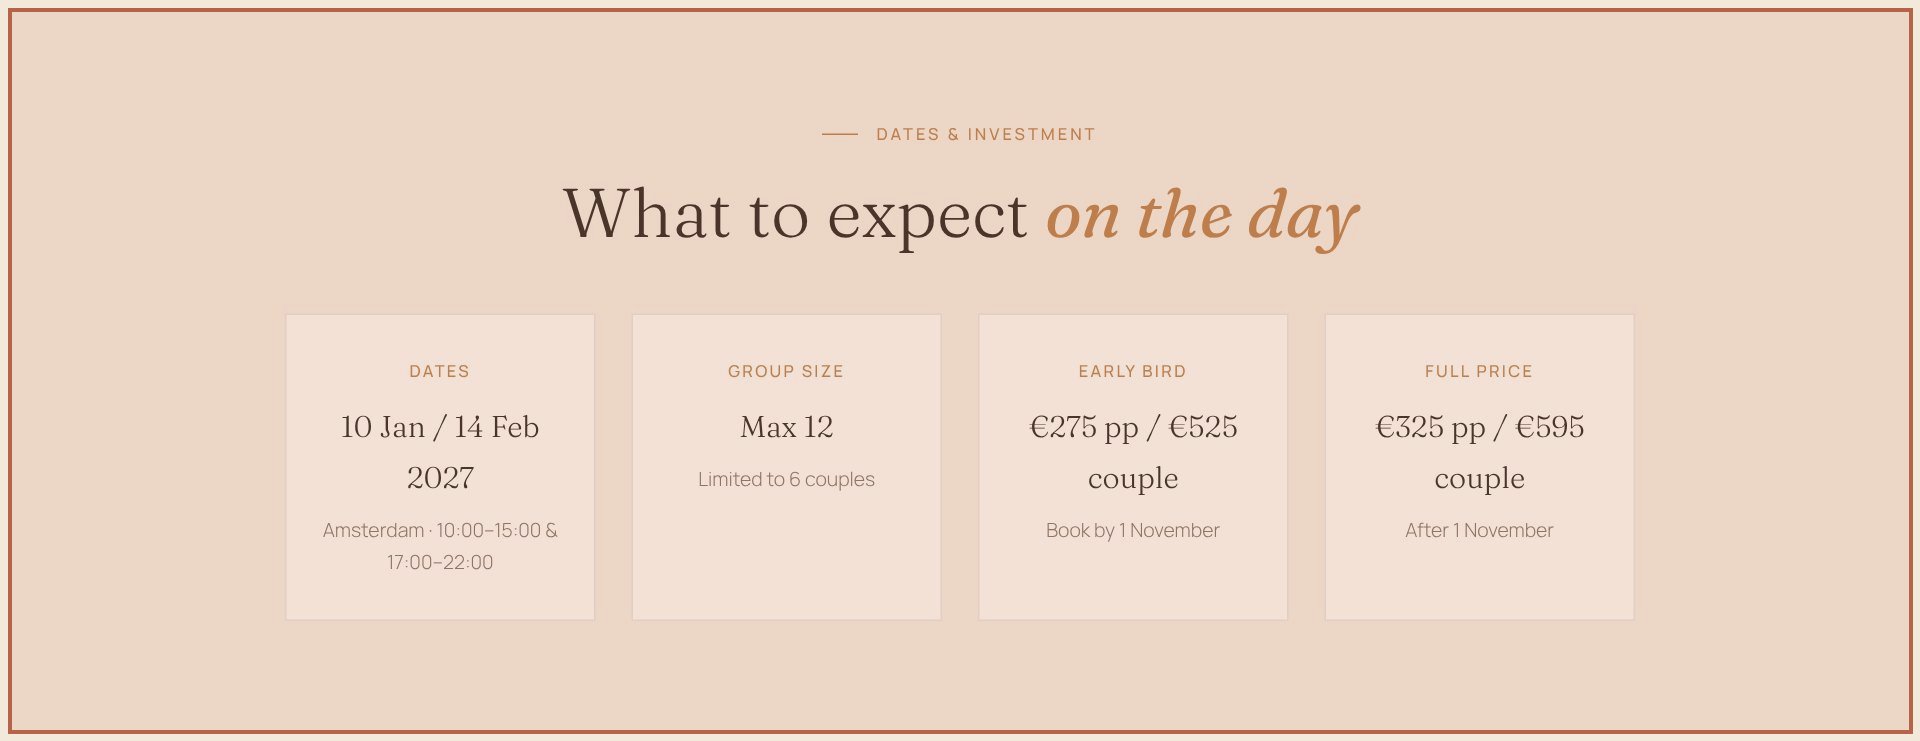 DATES & INVESTMENT
What to expect on the day
DATES
10 Jan / 14 Feb
2027
Amsterdam · 10:00–15:00 &
17:00–22:00
GROUP SIZE
Max 12
Limited to 6 couples
EARLY BIRD
€275 pp / €525
couple
Book by 1 November
FULL PRICE
€325 pp / €595
couple
After 1 November